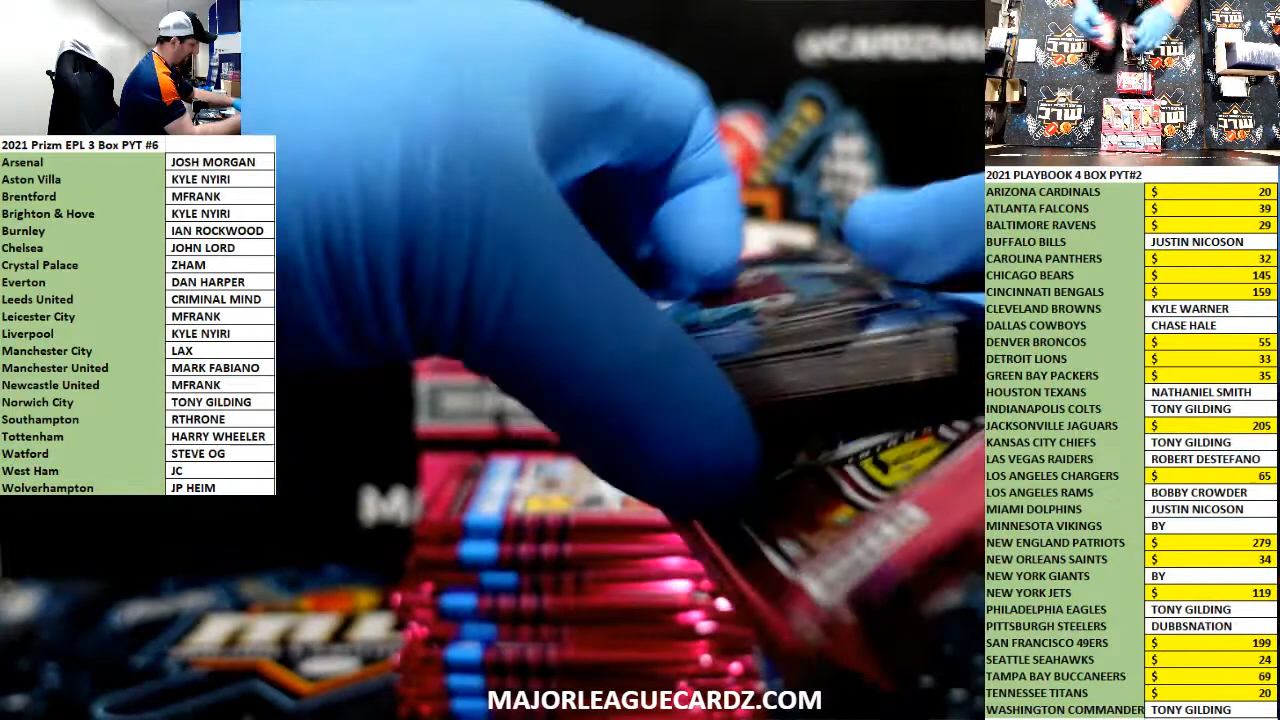 2021 Prizm EPL 3 Box PYT #6
Arsenal JOSH MORGAN
Aston Villa KYLE NYIRI
Brentford MFRANK
Brighton & Hove KYLE NYIRI
Burnley IAN ROCKWOOD
Chelsea JOHN LORD
Crystal Palace ZHAM
Everton DAN HARPER
Leeds United CRIMINAL MIND
Leicester City MFRANK
Liverpool KYLE NYIRI
Manchester City LAX
Manchester United MARK FABIANO
Newcastle United MFRANK
Norwich City TONY GILDING
Southampton RTHRONE
Tottenham HARRY WHEELER
Watford STEVE OG
West Ham JC
Wolverhampton JP HEIM
2021 PLAYBOOK 4 BOX PYT#2
ARIZONA CARDINALS $ 20
ATLANTA FALCONS $ 39
BALTIMORE RAVENS $ 29
BUFFALO BILLS JUSTIN NICOSON
CAROLINA PANTHERS $ 32
CHICAGO BEARS $ 145
CINCINNATI BENGALS $ 159
CLEVELAND BROWNS KYLE WARNER
DALLAS COWBOYS CHASE HALE
DENVER BRONCOS $ 55
DETROIT LIONS $ 33
GREEN BAY PACKERS $ 35
HOUSTON TEXANS NATHANIEL SMITH
INDIANAPOLIS COLTS TONY GILDING
JACKSONVILLE JAGUARS $ 205
KANSAS CITY CHIEFS TONY GILDING
LAS VEGAS RAIDERS ROBERT DESTEFANO
LOS ANGELES CHARGERS $ 65
LOS ANGELES RAMS BOBBY CROWDER
MIAMI DOLPHINS JUSTIN NICOSON
MINNESOTA VIKINGS BY
NEW ENGLAND PATRIOTS $ 279
NEW ORLEANS SAINTS $ 34
NEW YORK GIANTS BY
NEW YORK JETS $ 119
PHILADELPHIA EAGLES TONY GILDING
PITTSBURGH STEELERS DUBBSNATION
SAN FRANCISCO 49ERS $ 199
SEATTLE SEAHAWKS $ 24
TAMPA BAY BUCCANEERS $ 69
TENNESSEE TITANS $ 20
WASHINGTON COMMANDER TONY GILDING
MAJORLEAGUECARDZ.COM